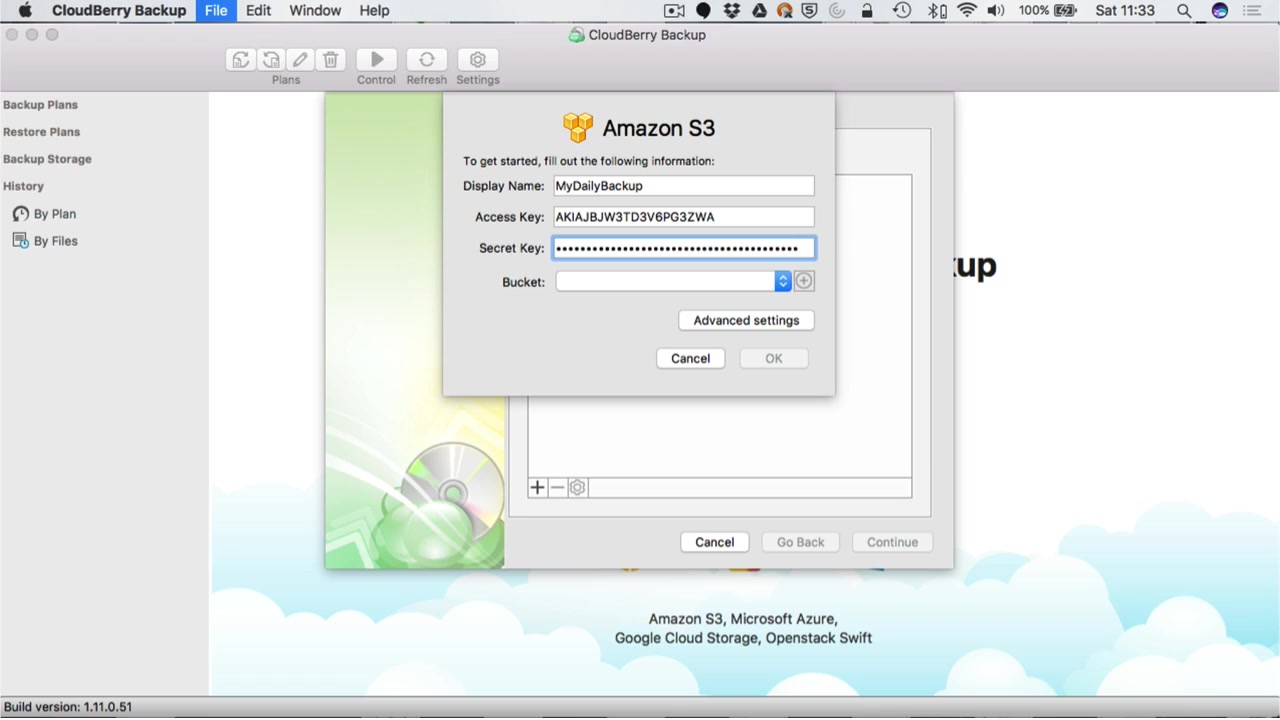 CloudBerry Backup File Edit Window Help 100% Sat 11:33
CloudBerry Backup
Plans Control Refresh Settings
Backup Plans
Restore Plans
Backup Storage
History
By Plan
By Files
Amazon S3
To get started, fill out the following information:
Display Name: MyDailyBackup
Access Key: AKIAJBJW3TD3V6PG3ZWA
Secret Key: ••••••••••••••••••••••••••••••••••••••••
Bucket:
Advanced settings
Cancel OK
kup
Cancel Go Back Continue
Amazon S3, Microsoft Azure,
Google Cloud Storage, Openstack Swift
Build version: 1.11.0.51